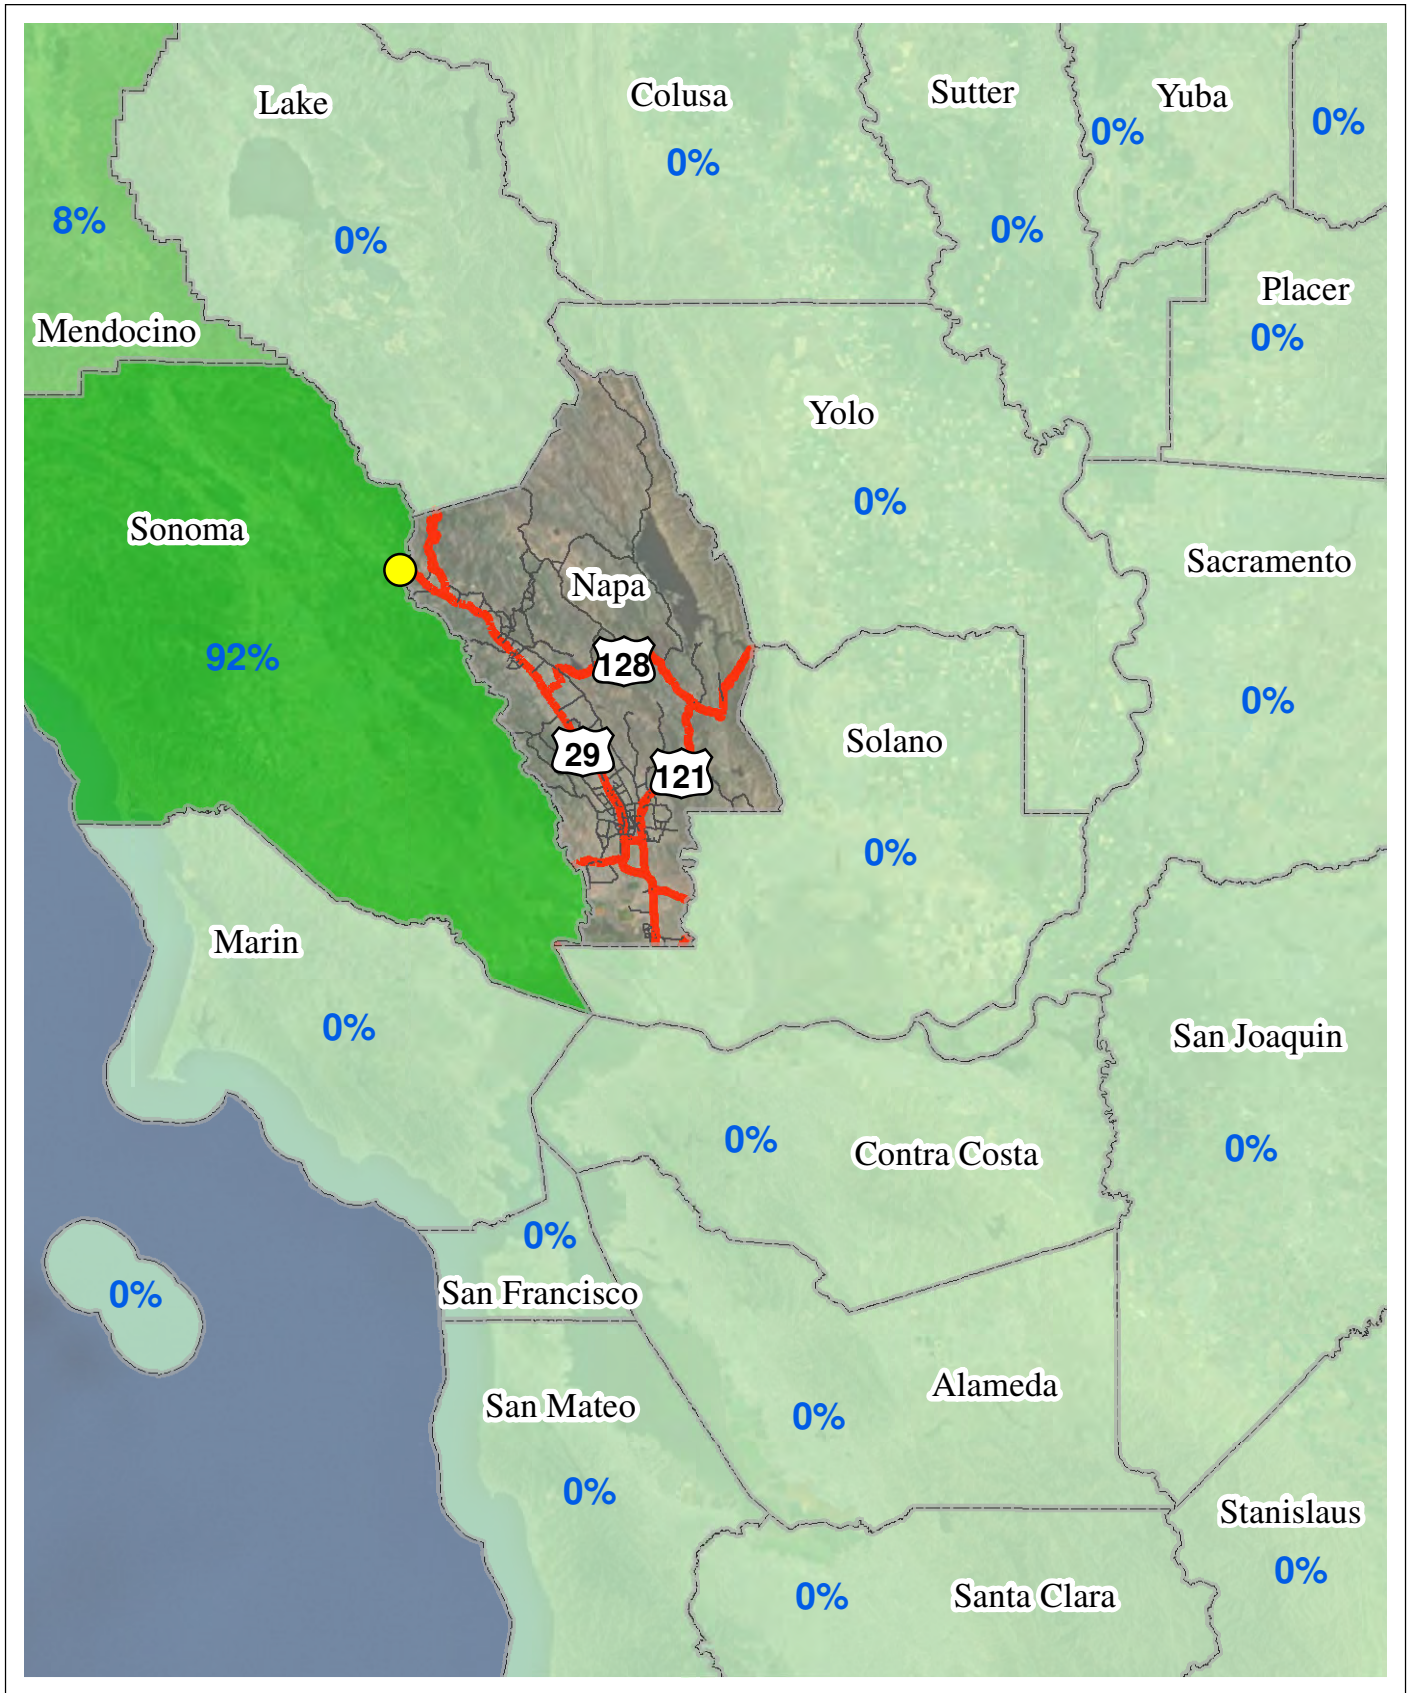 Lake
Colusa
Sutter
Yuba
0%
0%
0%
8%
0%
0%
Placer
0%
Mendocino
Yolo
0%
Sonoma
Sacramento
Napa
92%
128
0%
Solano
29
121
0%
Marin
0%
San Joaquin
0%
Contra Costa
0%
0%
San Francisco
0%
Alameda
San Mateo
0%
0%
Stanislaus
0%
Santa Clara
0%